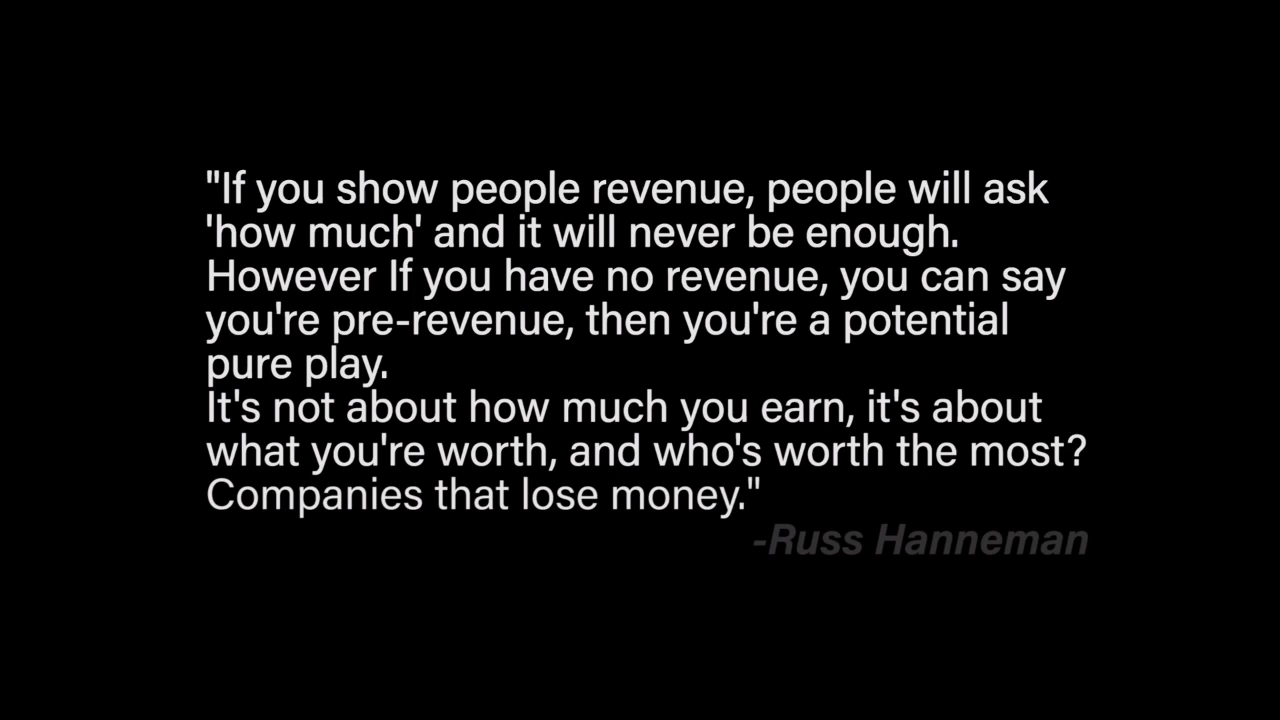 "If you show people revenue, people will ask
'how much' and it will never be enough.
However If you have no revenue, you can say
you're pre-revenue, then you're a potential
pure play.
It's not about how much you earn, it's about
what you're worth, and who's worth the most?
Companies that lose money."
-Russ Hanneman